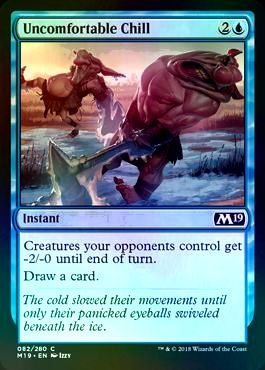 Uncomfortable Chill 2
Instant M19
Creatures your opponents control get
-2/-0 until end of turn.
Draw a card.
The cold slowed their movements until
only their panicked eyeballs swiveled
beneath the ice.
082/280 C
M19 • EN Izzy
™ & © 2018 Wizards of the Coast